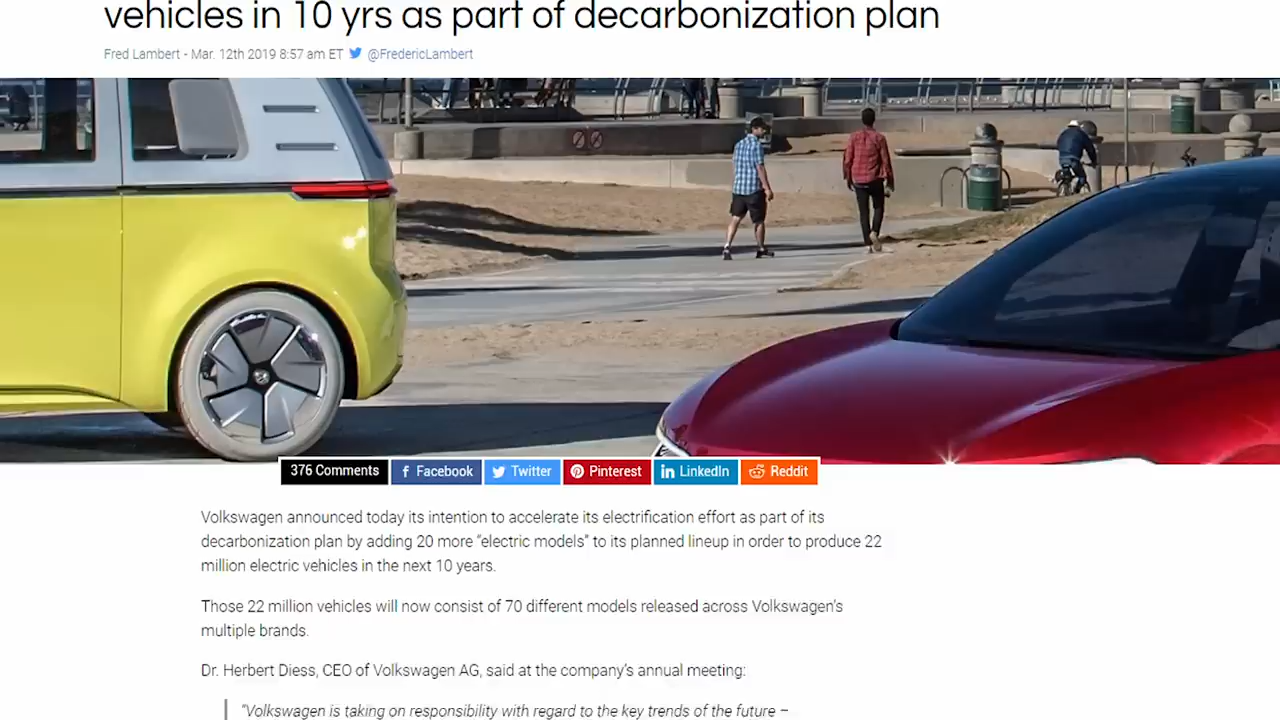 vehicles in 10 yrs as part of decarbonization plan
Fred Lambert - Mar. 12th 2019 8:57 am ET @FredericLambert
376 Comments Facebook Twitter Pinterest LinkedIn Reddit
Volkswagen announced today its intention to accelerate its electrification effort as part of its
decarbonization plan by adding 20 more “electric models” to its planned lineup in order to produce 22
million electric vehicles in the next 10 years.
Those 22 million vehicles will now consist of 70 different models released across Volkswagen’s
multiple brands.
Dr. Herbert Diess, CEO of Volkswagen AG, said at the company’s annual meeting:
“Volkswagen is taking on responsibility with regard to the key trends of the future –